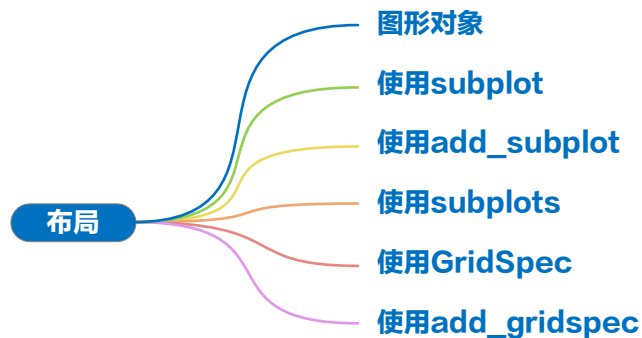 图形对象
使用subplot
使用add_subplot
使用subplots
布局
使用GridSpec
使用add_gridspec